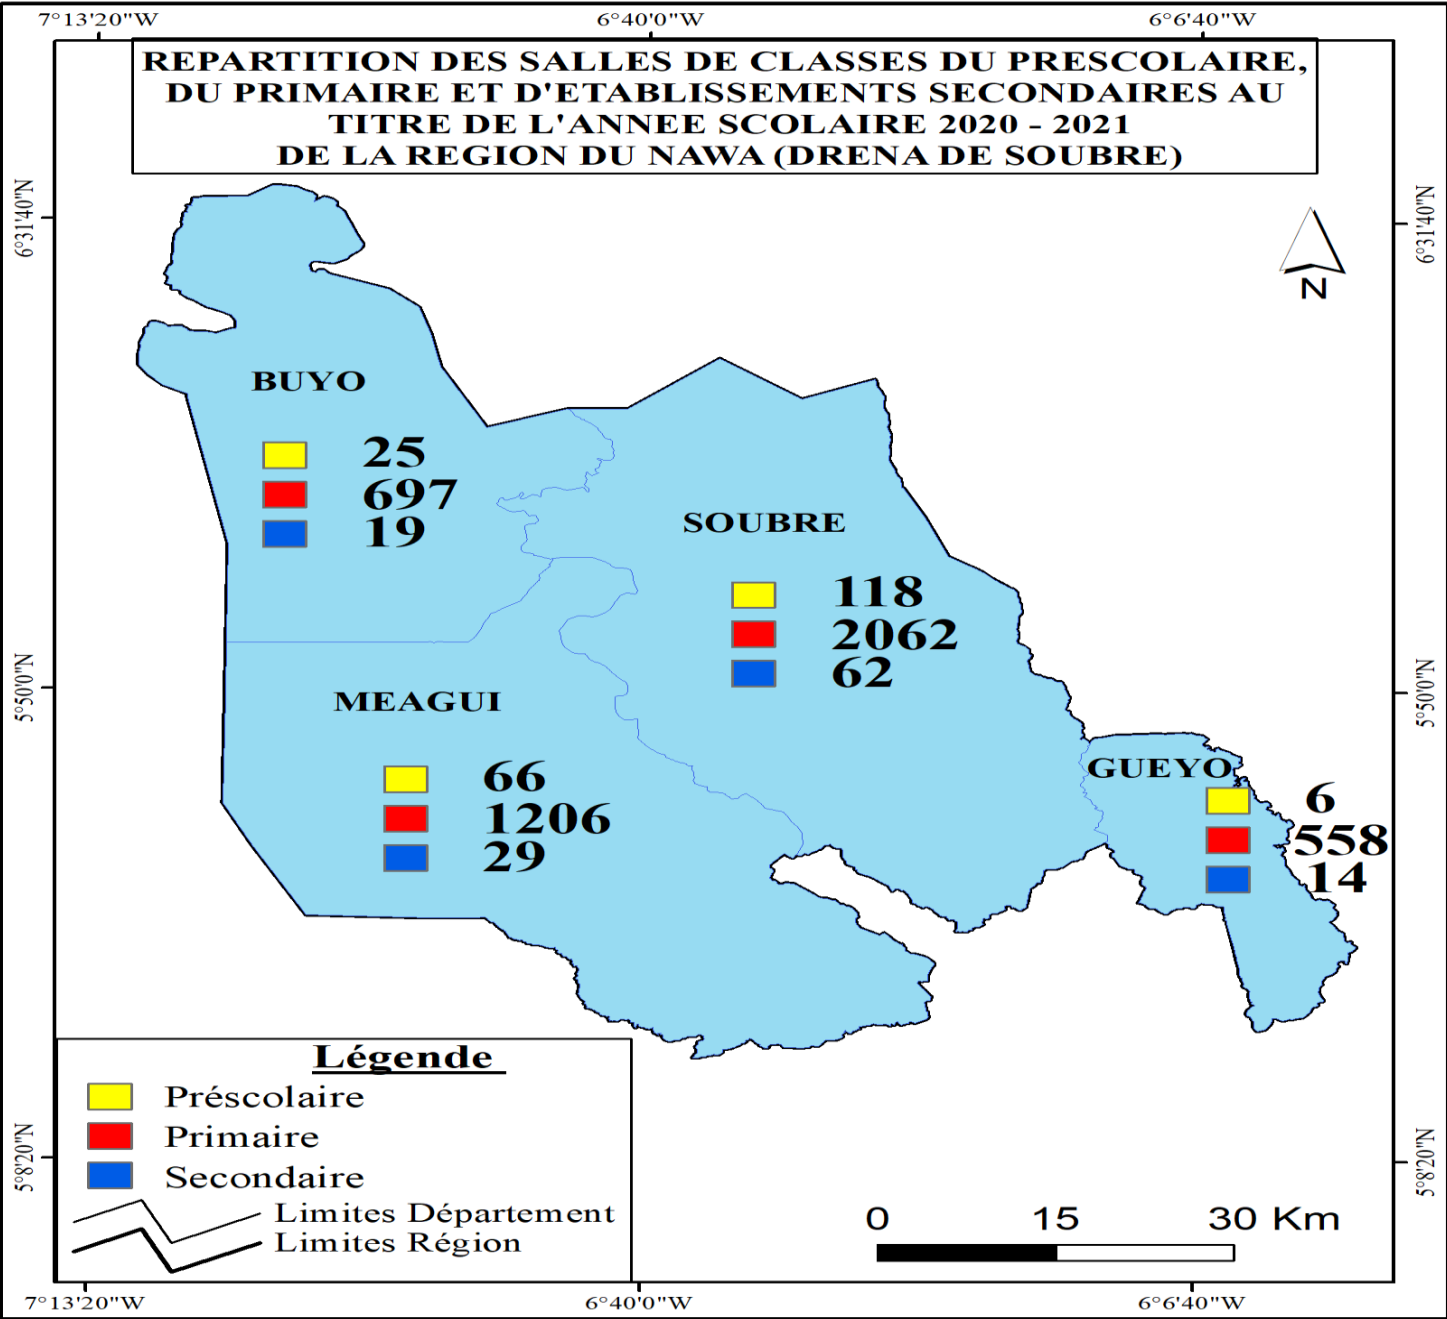 7°13'20"W
6°40'0"W
6°6'40"W
REPARTITION DES SALLES DE CLASSES DU PRESCOLAIRE,
DU PRIMAIRE ET D'ETABLISSEMENTS SECONDAIRES AU
TITRE DE L'ANNEE SCOLAIRE 2020 - 2021
DE LA REGION DU NAWA (DRENA DE SOUBRE)
6°31'40"N
6°31'40"N
N
BUYO
25
697
19
SOUBRE
118
2062
62
5°50'0"N
5°50'0"N
MEAGUI
66
1206
29
GUEYO
6
558
14
Légende
Préscolaire
Primaire
Secondaire
Limites Département
Limites Région
5°8'20"N
5°8'20"N
0 15 30 Km
7°13'20"W
6°40'0"W
6°6'40"W